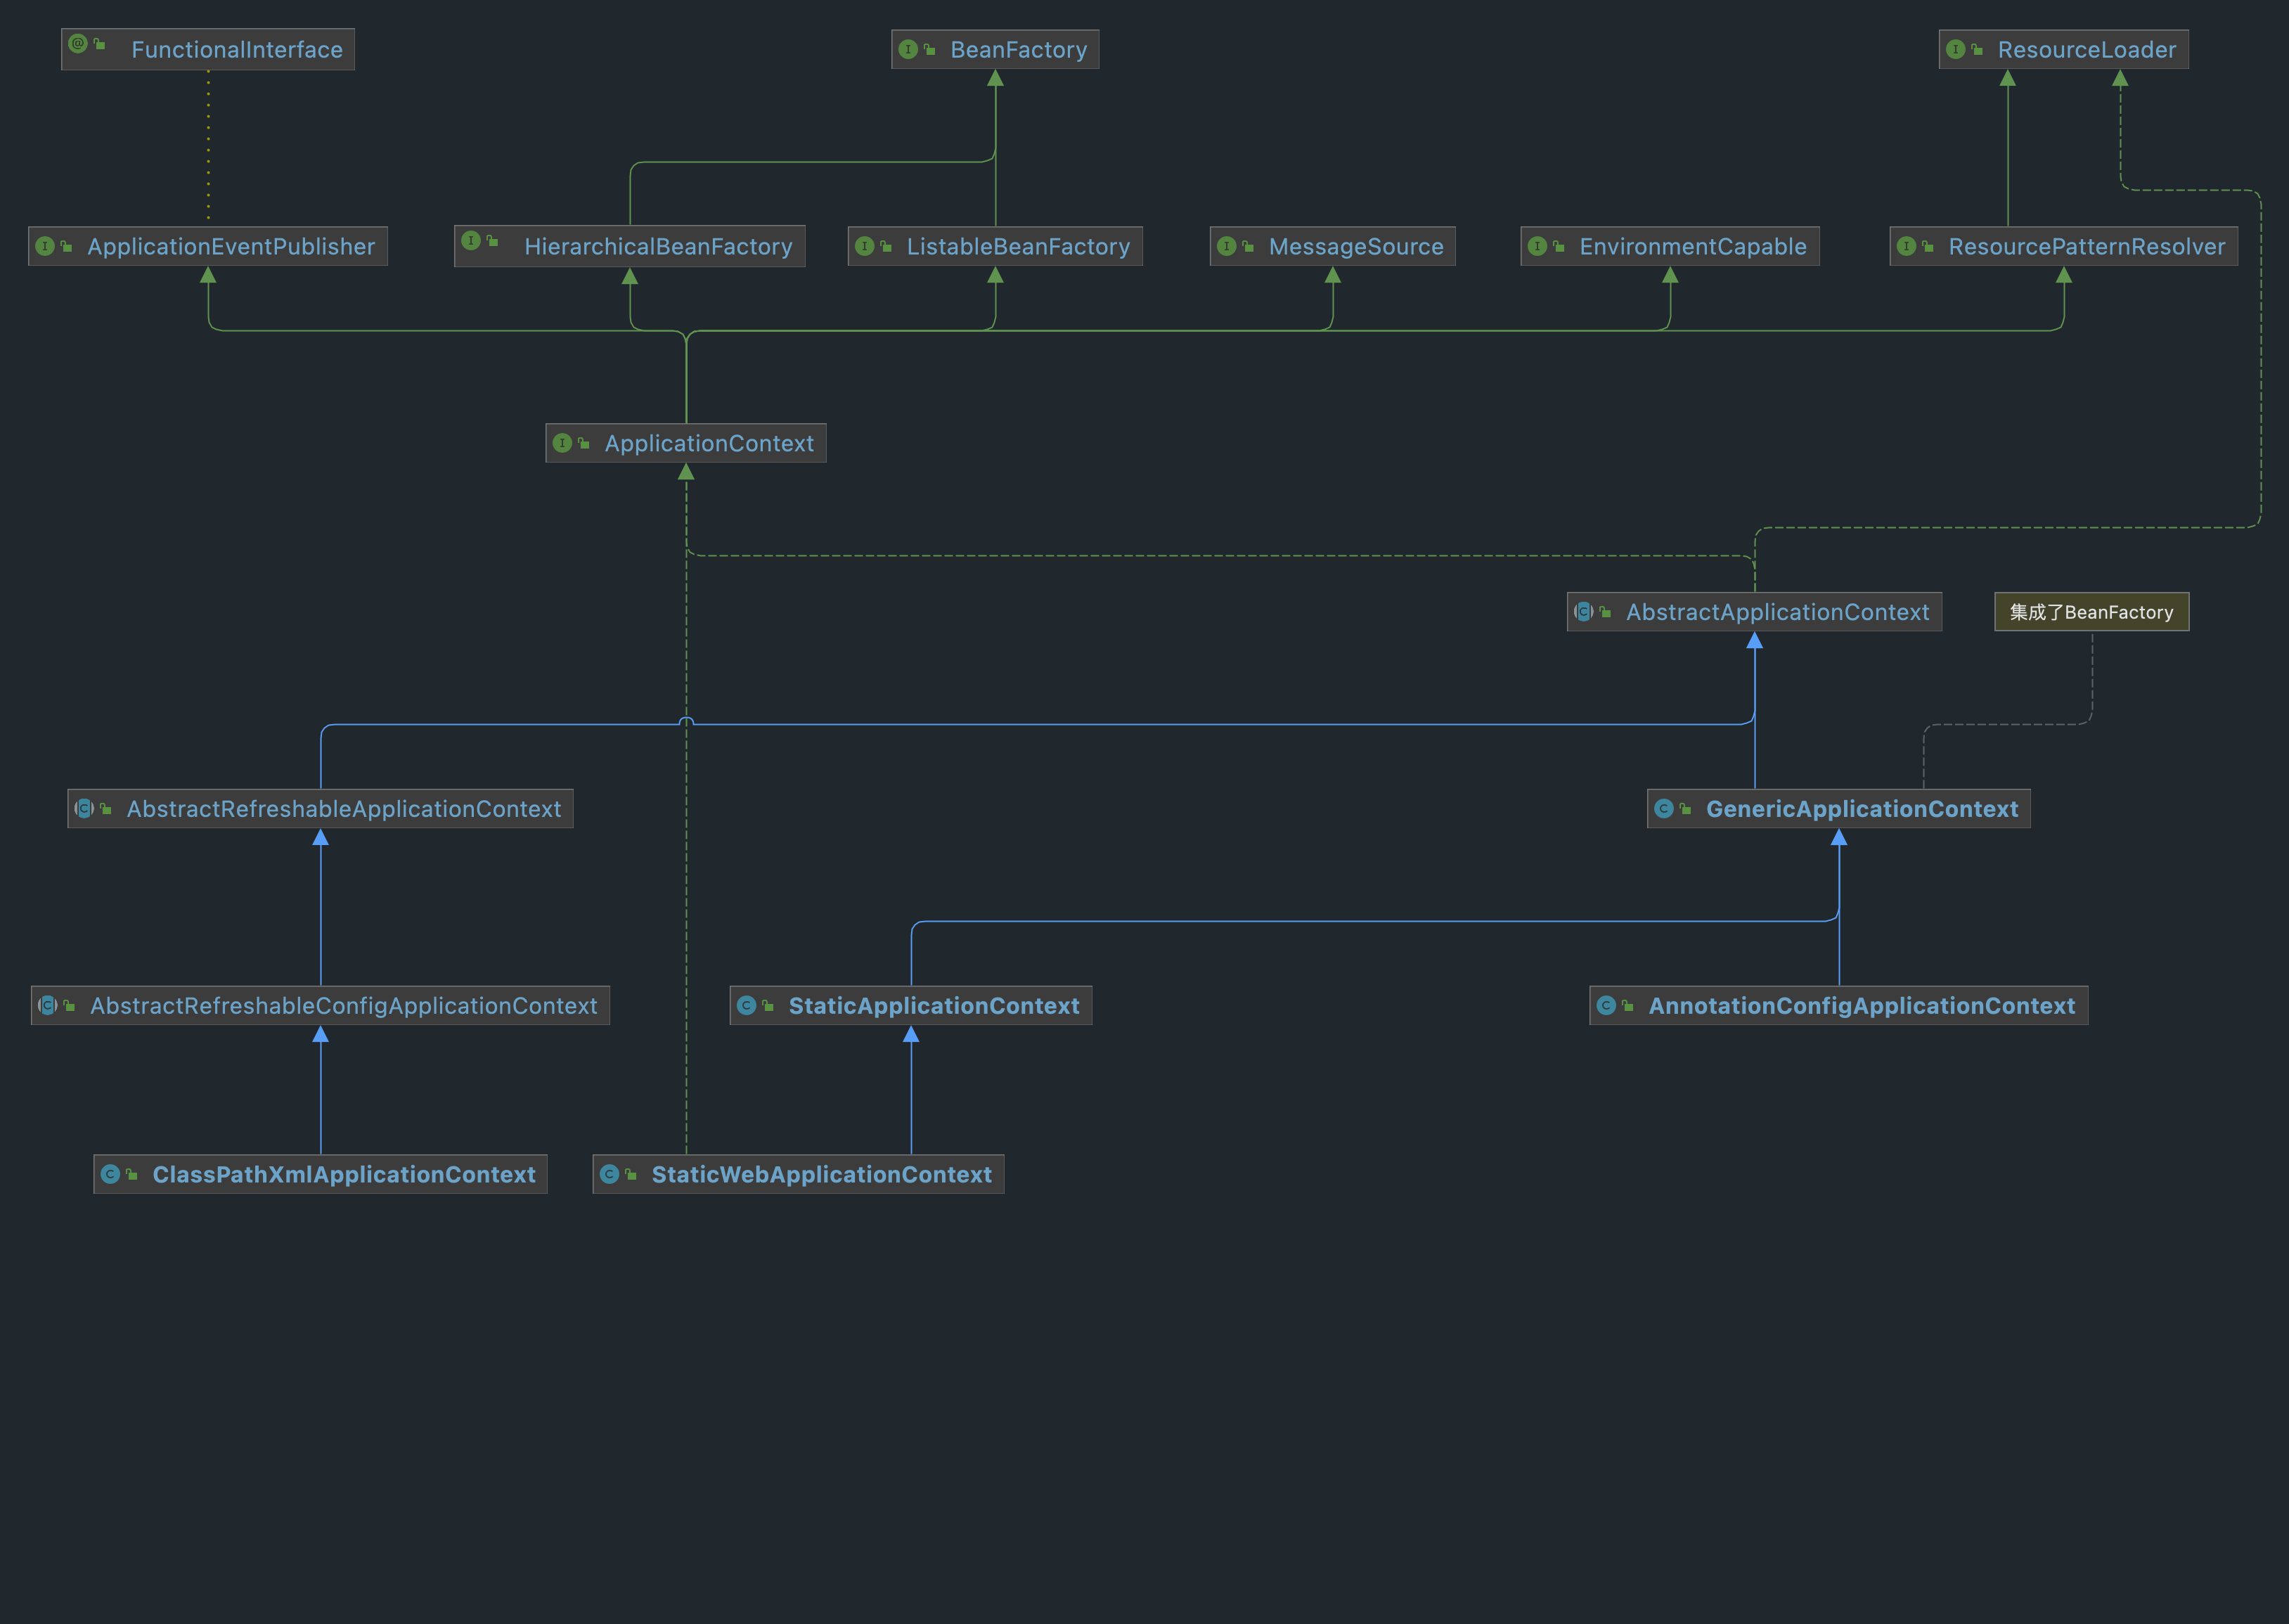 FunctionalInterface
BeanFactory
ResourceLoader
ApplicationEventPublisher
HierarchicalBeanFactory
ListableBeanFactory
MessageSource
EnvironmentCapable
ResourcePatternResolver
ApplicationContext
AbstractApplicationContext
集成了BeanFactory
AbstractRefreshableApplicationContext
GenericApplicationContext
AbstractRefreshableConfigApplicationContext
StaticApplicationContext
AnnotationConfigApplicationContext
ClassPathXmlApplicationContext
StaticWebApplicationContext